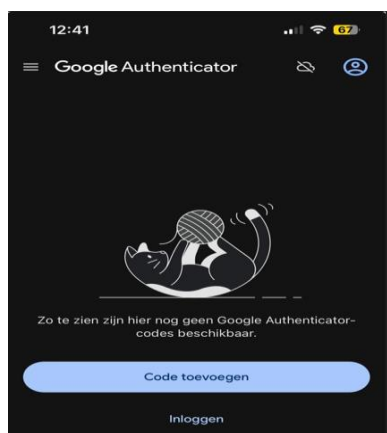 12:41
67
Google Authenticator
Zo te zien zijn hier nog geen Google Authenticator-
codes beschikbaar.
Code toevoegen
Inloggen